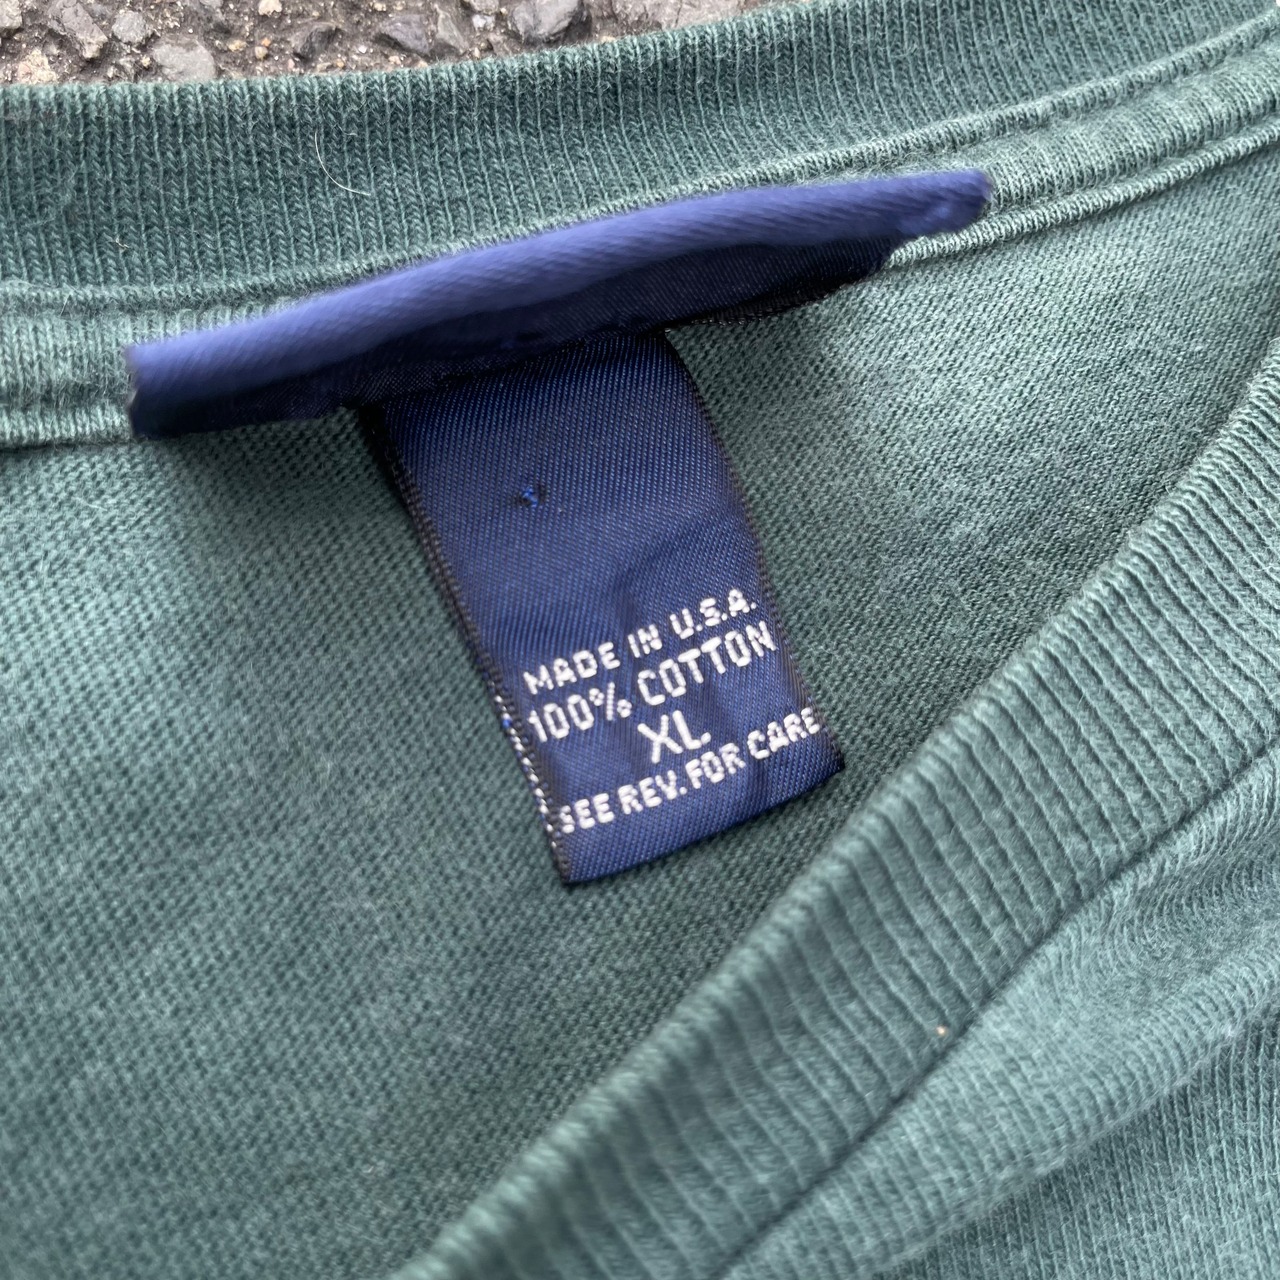 MADE IN U.S.A.
100% COTTON
XL
SEE REV. FOR CARE